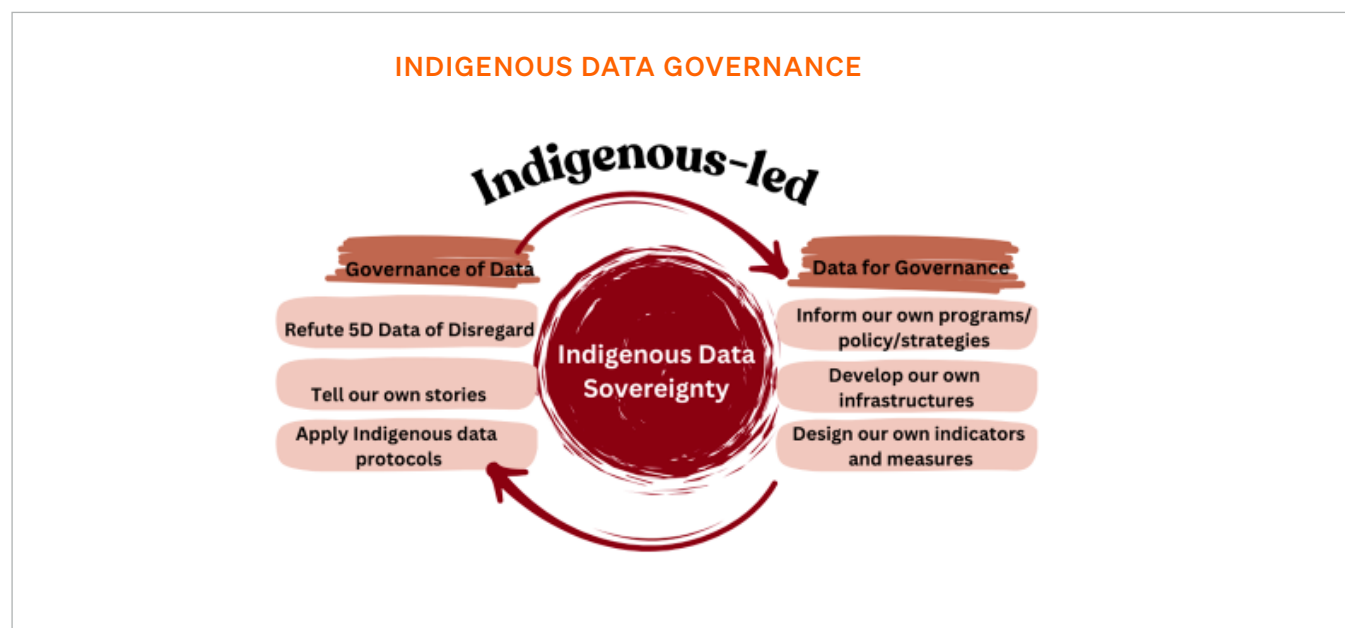 INDIGENOUS DATA GOVERNANCE
Indigenous-led
Governance of Data
Refute 5D Data of Disregard
Tell our own stories
Apply Indigenous data
protocols
Indigenous Data
Sovereignty
Data for Governance
Inform our own programs/
policy/strategies
Develop our own
infrastructures
Design our own indicators
and measures